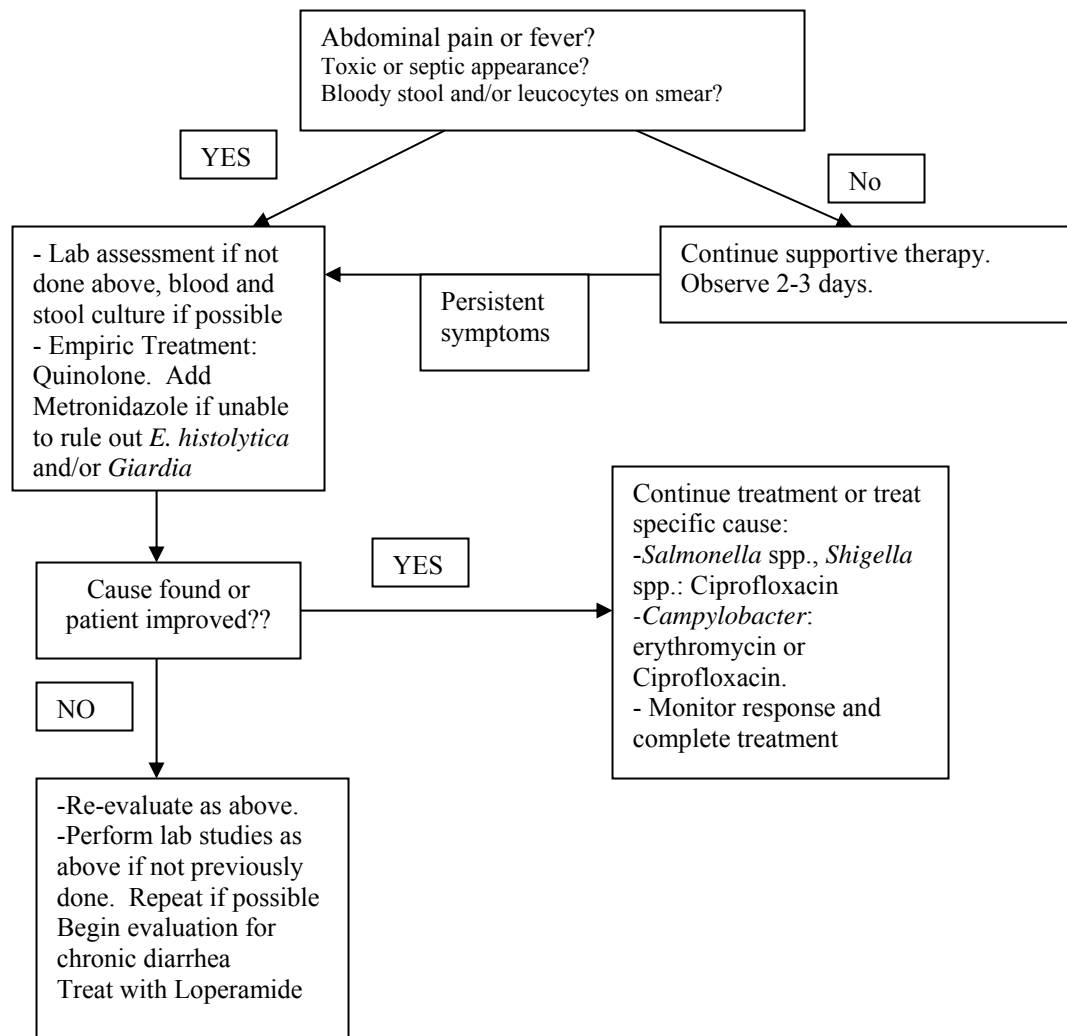 Abdominal pain or fever?
Toxic or septic appearance?
Bloody stool and/or leucocytes on smear?
YES
No
- Lab assessment if not
done above, blood and
stool culture if possible
- Empiric Treatment:
Quinolone.  Add
Metronidazole if unable
to rule out E. histolytica
and/or Giardia
Persistent
symptoms
Continue supportive therapy.
Observe 2-3 days.
Cause found or
patient improved??
YES
Continue treatment or treat
specific cause:
-Salmonella spp., Shigella
spp.: Ciprofloxacin
-Campylobacter:
erythromycin or
Ciprofloxacin.
- Monitor response and
complete treatment
NO
-Re-evaluate as above.
-Perform lab studies as
above if not previously
done.  Repeat if possible
Begin evaluation for
chronic diarrhea
Treat with Loperamide